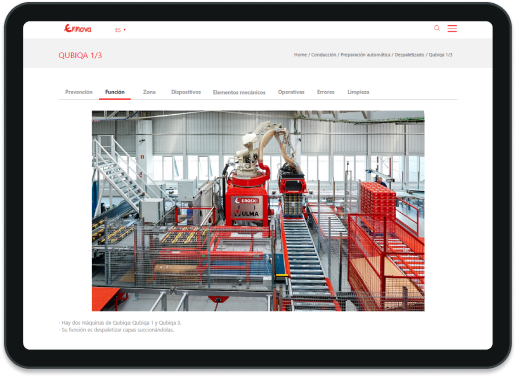 Ennova
ES
QUBIQA 1/3
Home / Conducción / Preparación automática / Despaletizado / Qubiqa 1/3
Prevención Función Zona Dispositivos Elementos mecánicos Operativas Errores Limpieza
EROSKI
ULMA
· Hay dos máquinas de Qubiqa: Qubiqa 1 y Qubiqa 3.
· Su función es despaletizar capas succionándolas.